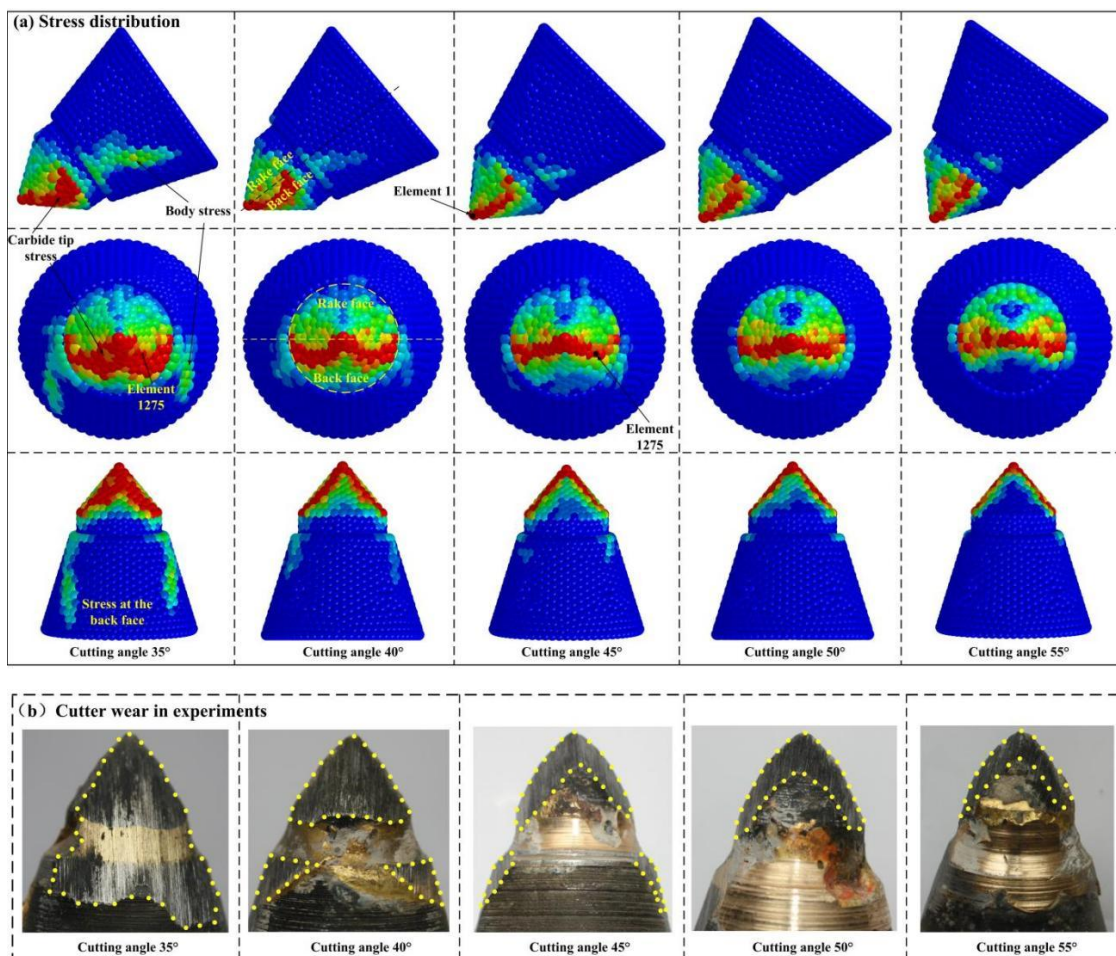 (a) Stress distribution
Rake face
Back face
Element 1
Body stress
Carbide tip
stress
Rake face
Element
1275
Back face
Element
1275
Stress at the
back face
Cutting angle 35°
Cutting angle 40°
Cutting angle 45°
Cutting angle 50°
Cutting angle 55°
(b) Cutter wear in experiments
Cutting angle 35°
Cutting angle 40°
Cutting angle 45°
Cutting angle 50°
Cutting angle 55°